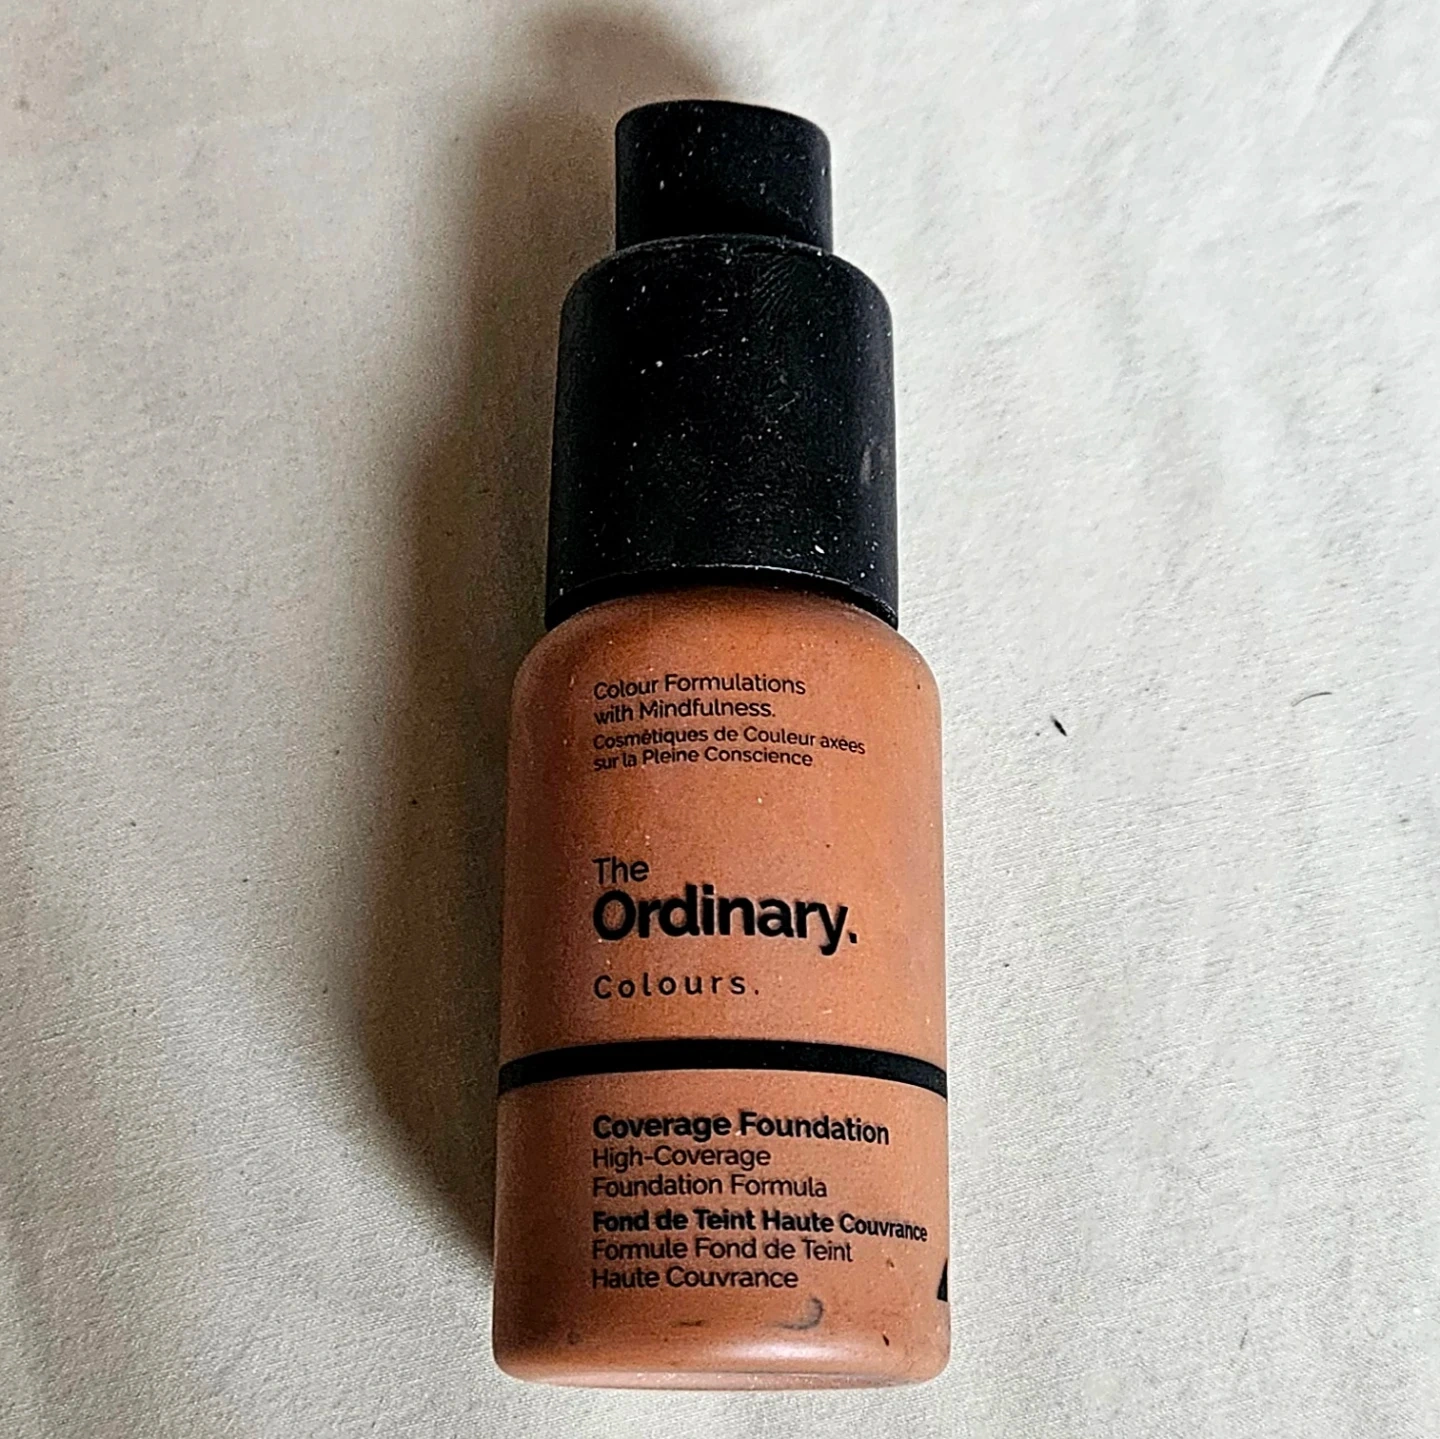 Colour Formulations
with Mindfulness.
Cosmétiques de Couleur axées
sur la Pleine Conscience
The
Ordinary.
Colours.
Coverage Foundation
High-Coverage
Foundation Formula
Fond de Teint Haute Couvrance
Formule Fond de Teint
Haute Couvrance